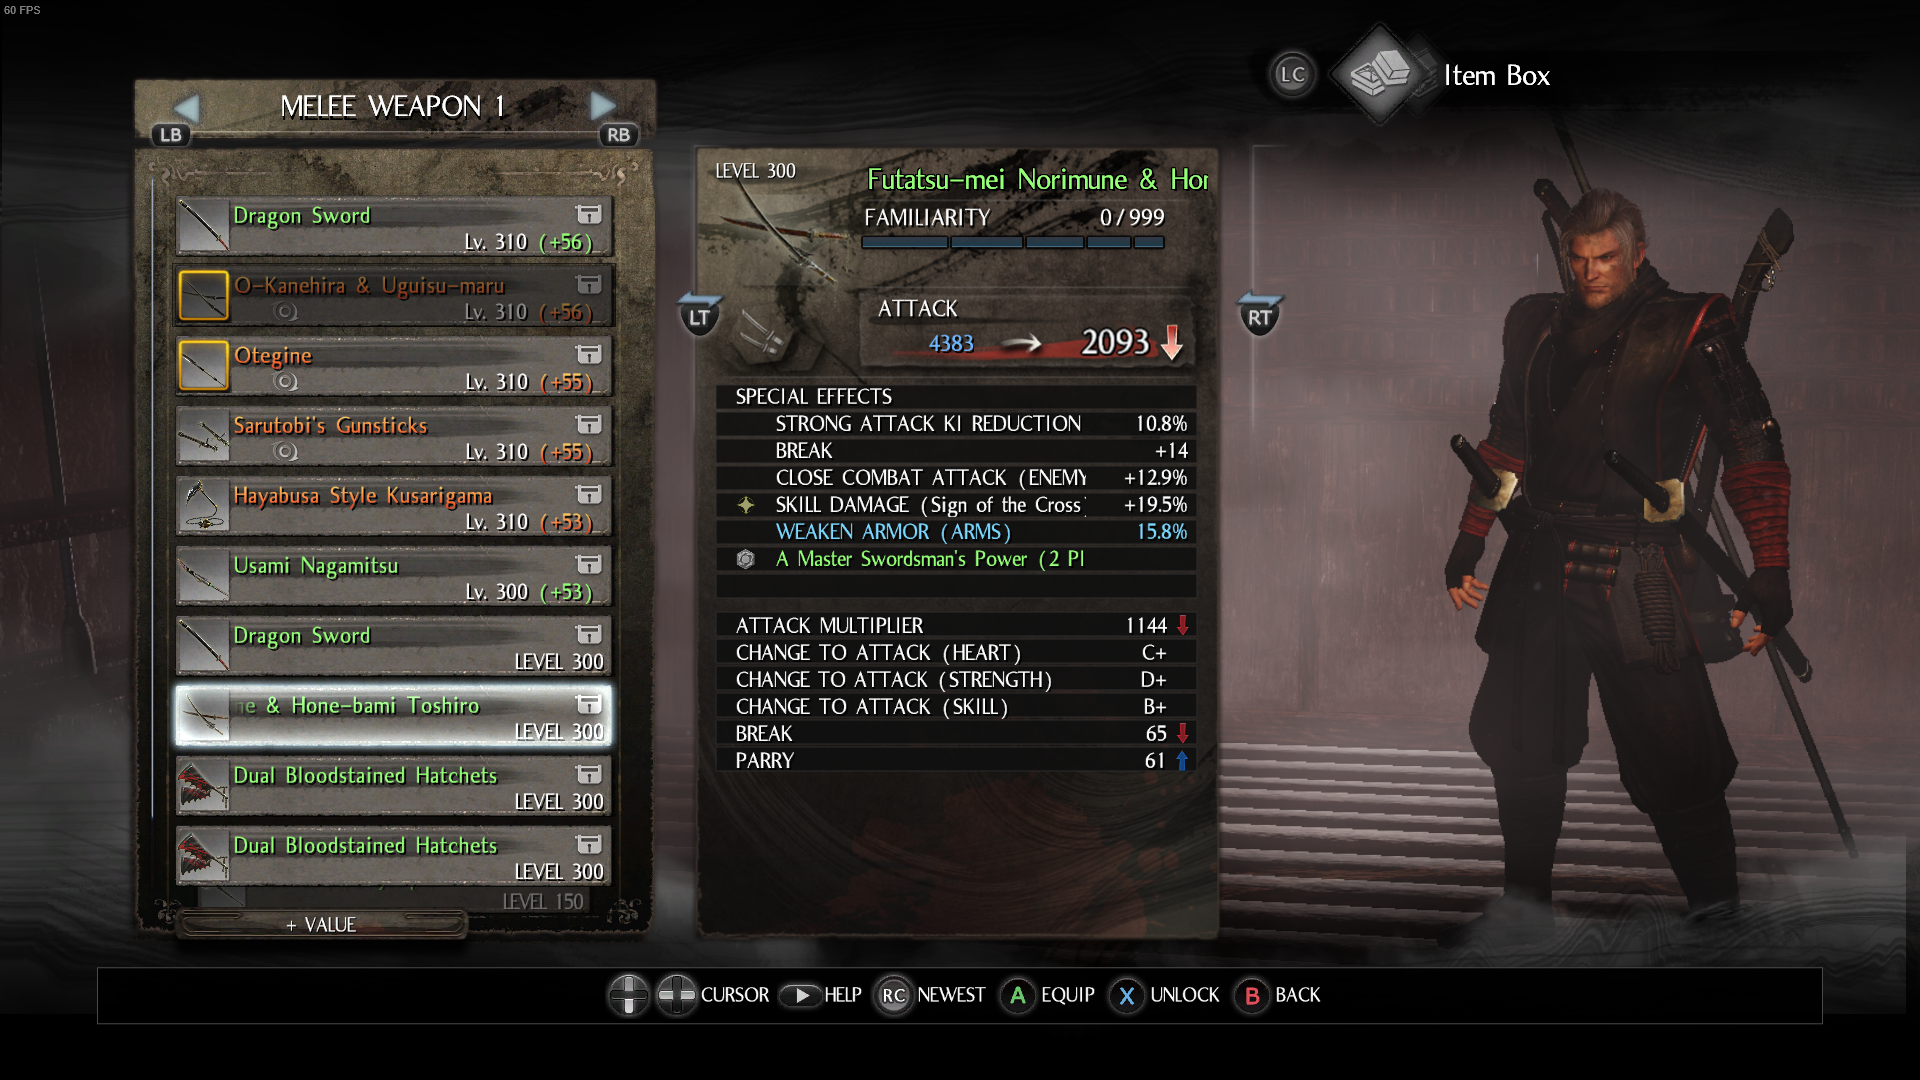 60 FPS
LC
Item Box
MELEE WEAPON 1
LB
RB
Dragon Sword
Lv. 310 (+56)
O-Kanehira & Uguisu-maru
Lv. 310 (+56)
Otegine
Lv. 310 (+55)
Sarutobi's Gunsticks
Lv. 310 (+55)
Hayabusa Style Kusarigama
Lv. 310 (+53)
Usami Nagamitsu
Lv. 300 (+53)
Dragon Sword
LEVEL 300
ne & Hone-bami Toshiro
LEVEL 300
Dual Bloodstained Hatchets
LEVEL 300
Dual Bloodstained Hatchets
LEVEL 300
LEVEL 150
+ VALUE
LEVEL 300
Futatsu-mei Norimune & Hor
FAMILIARITY 0/999
LT
RT
ATTACK
4383 2093
SPECIAL EFFECTS
STRONG ATTACK KI REDUCTION 10.8%
BREAK +14
CLOSE COMBAT ATTACK (ENEMY +12.9%
SKILL DAMAGE (Sign of the Cross) +19.5%
WEAKEN ARMOR (ARMS) 15.8%
A Master Swordsman's Power (2 Pl
ATTACK MULTIPLIER 1144
CHANGE TO ATTACK (HEART) C+
CHANGE TO ATTACK (STRENGTH) D+
CHANGE TO ATTACK (SKILL) B+
BREAK 65
PARRY 61
CURSOR HELP RC NEWEST A EQUIP X UNLOCK B BACK